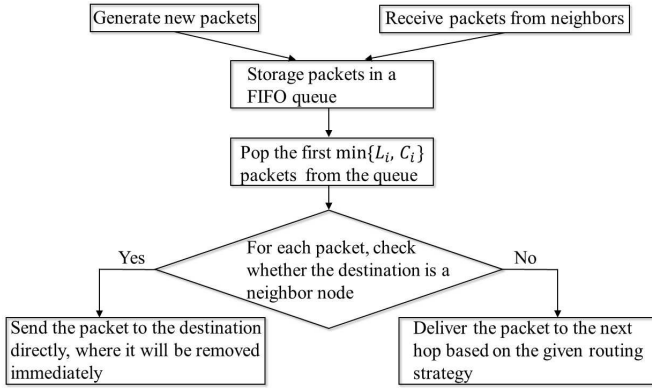 Generate new packets
Receive packets from neighbors
Storage packets in a
FIFO queue
Pop the first min{L_i, C_i}
packets from the queue
For each packet, check
whether the destination is a
neighbor node
Yes
No
Send the packet to the destination
directly, where it will be removed
immediately
Deliver the packet to the next
hop based on the given routing
strategy